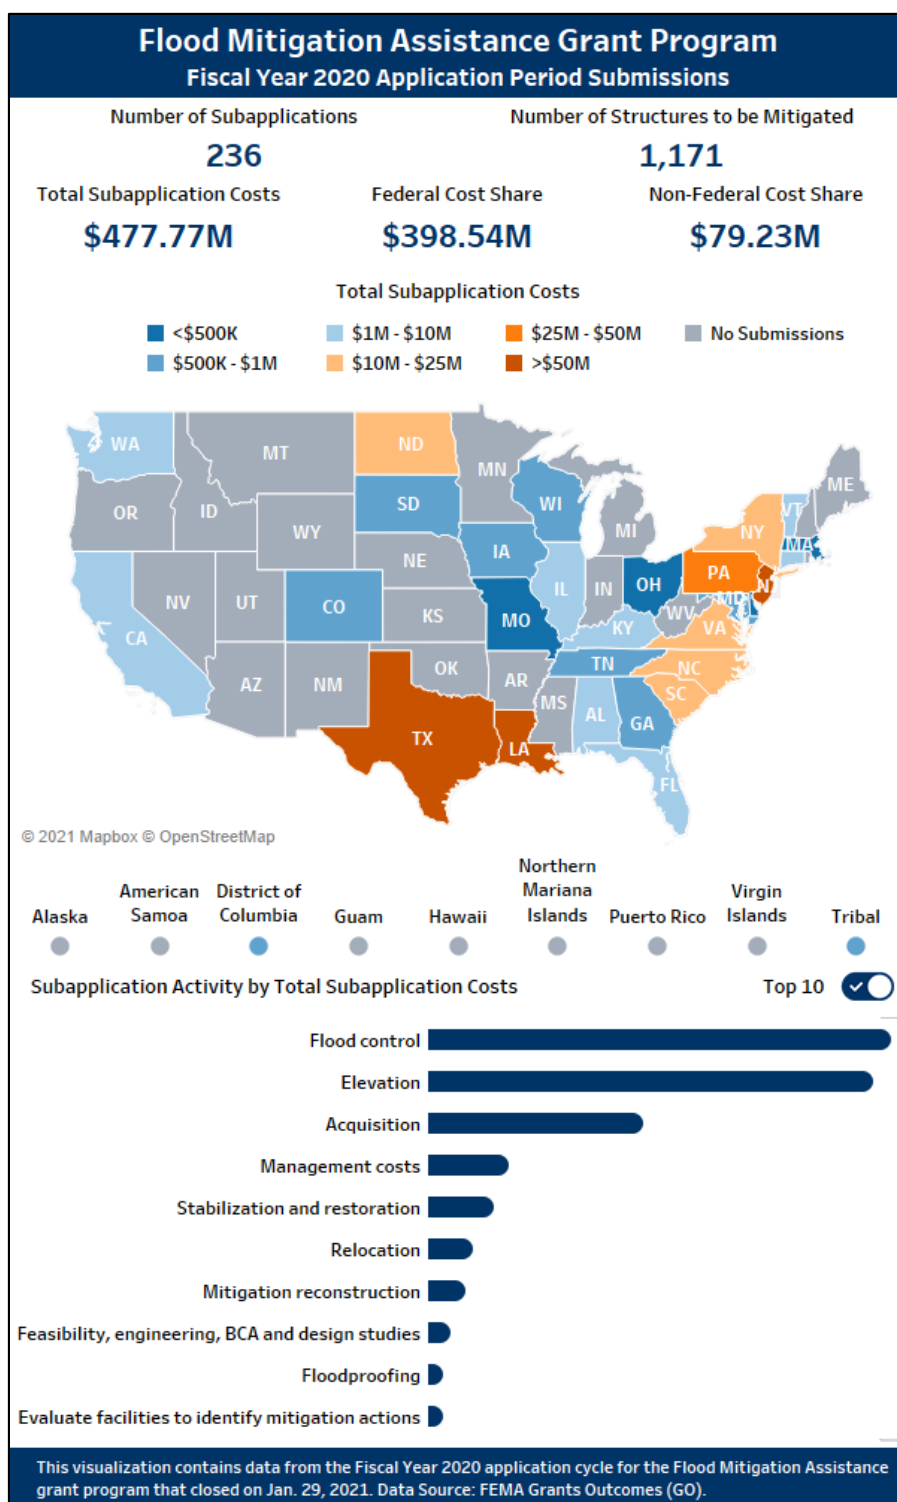 Flood Mitigation Assistance Grant Program
Fiscal Year 2020 Application Period Submissions
Number of Subapplications
236
Number of Structures to be Mitigated
1,171
Total Subapplication Costs
$477.77M
Federal Cost Share
$398.54M
Non-Federal Cost Share
$79.23M
Total Subapplication Costs
<$500K
$1M - $10M
$25M - $50M
No Submissions
$500K - $1M
$10M - $25M
>$50M
WA
MT
ND
MN
ME
OR
ID
SD
WI
VT
WY
MI
NY
MA
IA
NE
PA
NV
UT
CO
IL
IN
OH
MD
KS
MO
WV
VA
CA
KY
TN
NC
AZ
NM
OK
AR
SC
MS
AL
GA
TX
LA
FL
© 2021 Mapbox © OpenStreetMap
Alaska
American
Samoa
District of
Columbia
Guam
Hawaii
Northern
Mariana
Islands
Puerto Rico
Virgin
Islands
Tribal
Subapplication Activity by Total Subapplication Costs
Top 10
Flood control
Elevation
Acquisition
Management costs
Stabilization and restoration
Relocation
Mitigation reconstruction
Feasibility, engineering, BCA and design studies
Floodproofing
Evaluate facilities to identify mitigation actions
This visualization contains data from the Fiscal Year 2020 application cycle for the Flood Mitigation Assistance
grant program that closed on Jan. 29, 2021. Data Source: FEMA Grants Outcomes (GO).